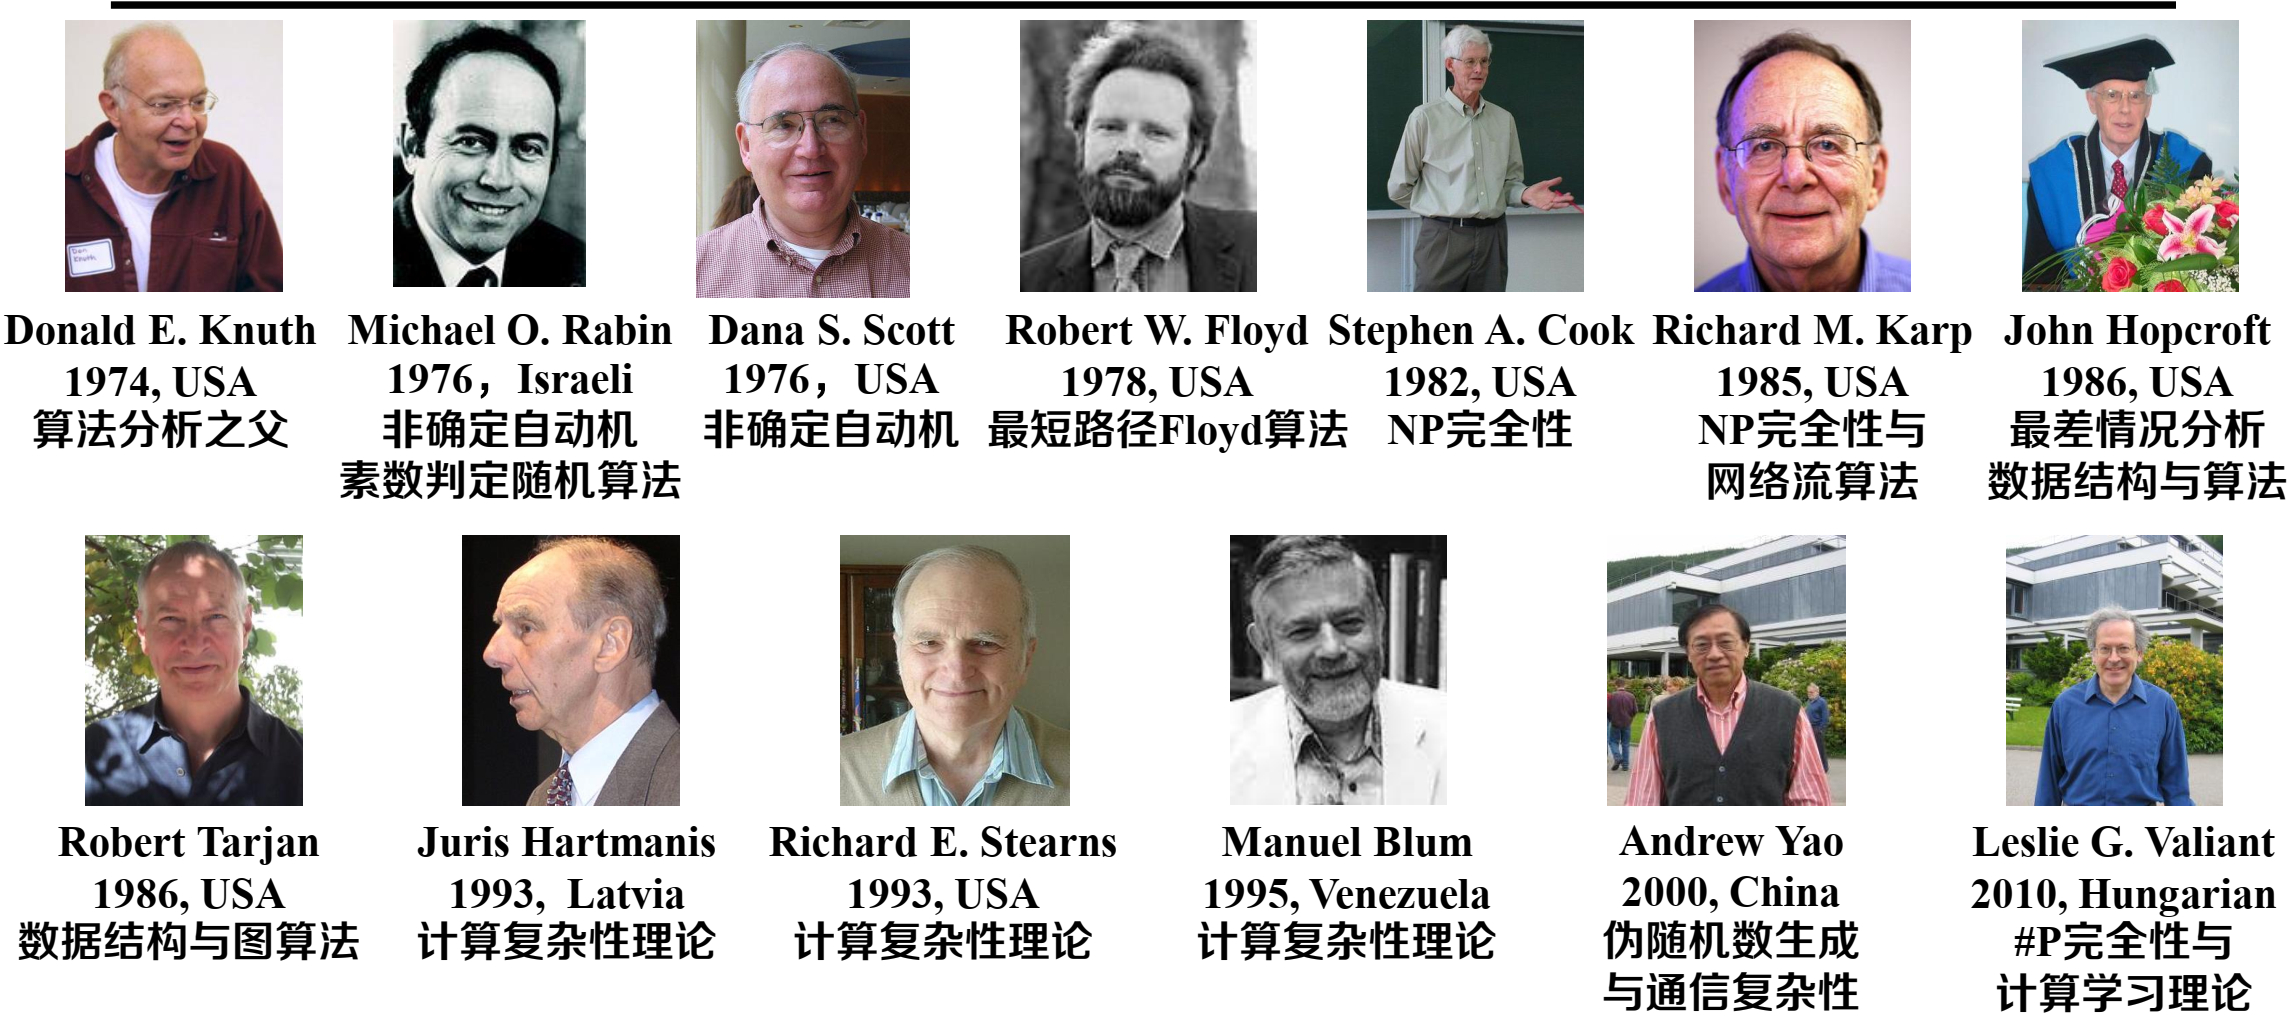 Don
Knuth
Donald E. Knuth
1974, USA
算法分析之父
Michael O. Rabin
1976，Israeli
非确定自动机
素数判定随机算法
Dana S. Scott
1976，USA
非确定自动机
Robert W. Floyd
1978, USA
最短路径Floyd算法
Stephen A. Cook
1982, USA
NP完全性
Richard M. Karp
1985, USA
NP完全性与
网络流算法
John Hopcroft
1986, USA
最差情况分析
数据结构与算法
Robert Tarjan
1986, USA
数据结构与图算法
Juris Hartmanis
1993, Latvia
计算复杂性理论
Richard E. Stearns
1993, USA
计算复杂性理论
Manuel Blum
1995, Venezuela
计算复杂性理论
Andrew Yao
2000, China
伪随机数生成
与通信复杂性
Leslie G. Valiant
2010, Hungarian
#P完全性与
计算学习理论